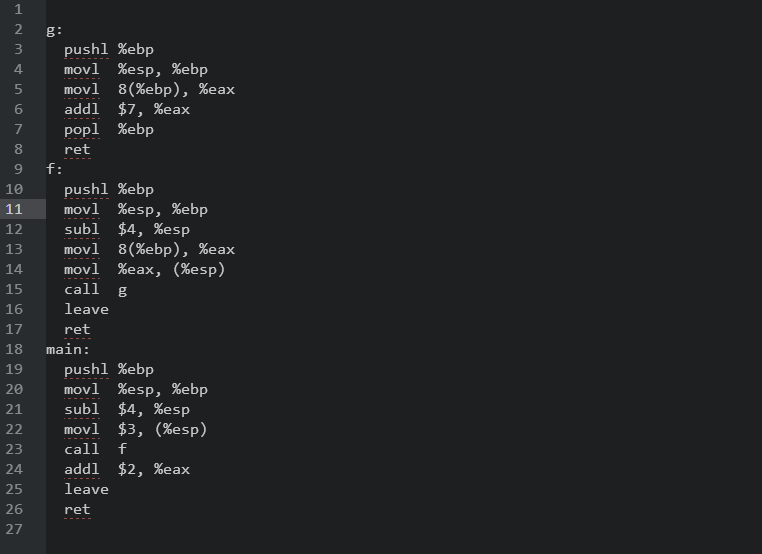 1
2 g:
3 pushl %ebp
4 movl %esp, %ebp
5 movl 8(%ebp), %eax
6 addl $7, %eax
7 popl %ebp
8 ret
9 f:
10 pushl %ebp
11 movl %esp, %ebp
12 subl $4, %esp
13 movl 8(%ebp), %eax
14 movl %eax, (%esp)
15 call g
16 leave
17 ret
18 main:
19 pushl %ebp
20 movl %esp, %ebp
21 subl $4, %esp
22 movl $3, (%esp)
23 call f
24 addl $2, %eax
25 leave
26 ret
27